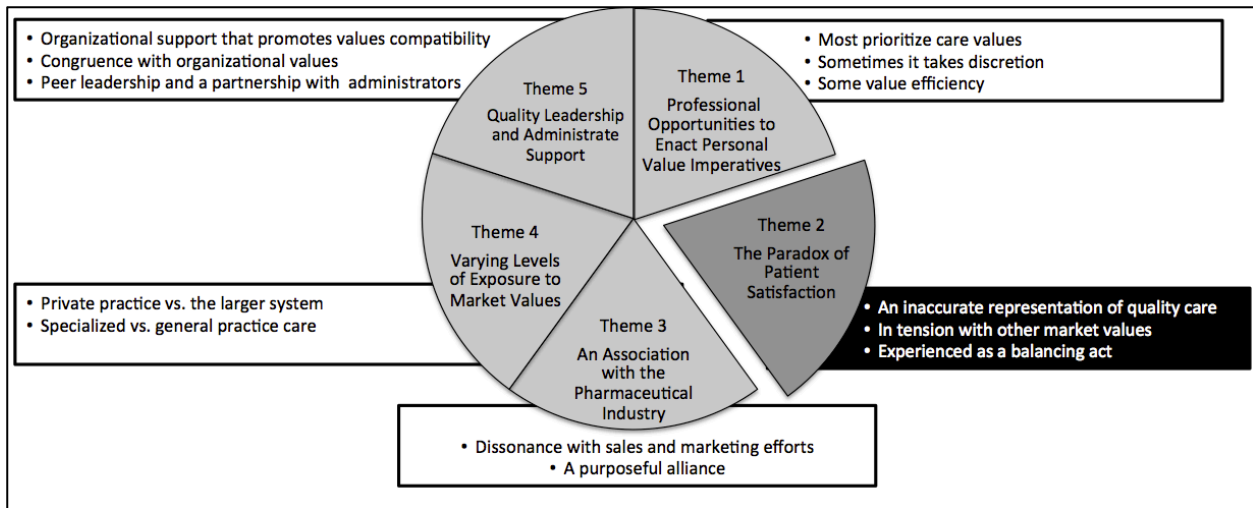 • Organizational support that promotes values compatibility
• Congruence with organizational values
• Peer leadership and a partnership with administrators
• Most prioritize care values
• Sometimes it takes discretion
• Some value efficiency
Theme 5
Quality Leadership
and Administrate
Support
Theme 1
Professional
Opportunities to
Enact Personal
Value Imperatives
Theme 2
The Paradox of
Patient
Satisfaction
Theme 4
Varying Levels
of Exposure to
Market Values
• Private practice vs. the larger system
• Specialized vs. general practice care
• An inaccurate representation of quality care
• In tension with other market values
• Experienced as a balancing act
Theme 3
An Association
with the
Pharmaceutical
Industry
• Dissonance with sales and marketing efforts
• A purposeful alliance